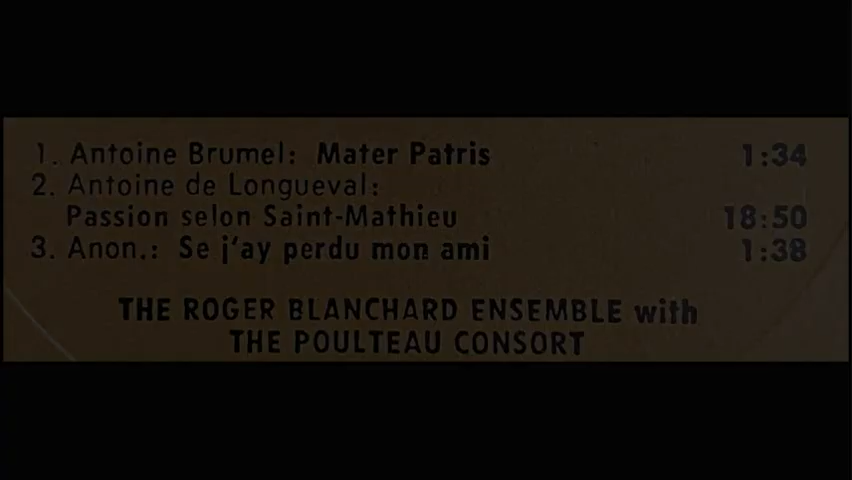 1. Antoine Brumel: Mater Patris 1:34
2. Antoine de Longueval:
Passion selon Saint-Mathieu 18:50
3. Anon.: Se j'ay perdu mon ami 1:38
THE ROGER BLANCHARD ENSEMBLE with
THE POULTEAU CONSORT